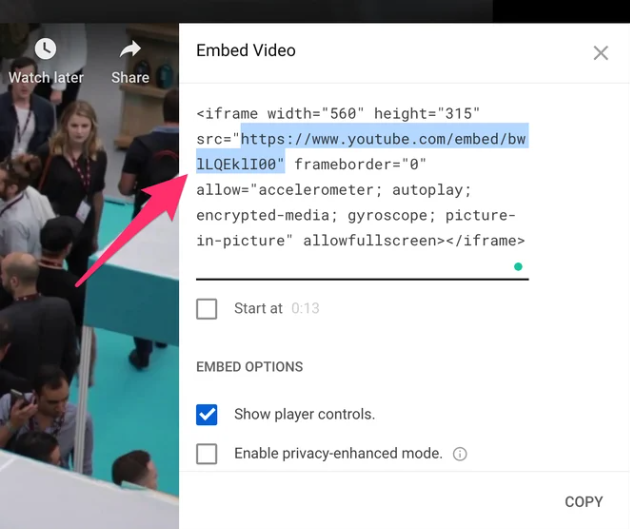 Watch later
Share
Embed Video
<iframe width="560" height="315"
src="https://www.youtube.com/embed/bw
lLQEklI00" frameborder="0"
allow="accelerometer; autoplay;
encrypted-media; gyroscope; picture-
in-picture" allowfullscreen></iframe>
Start at 0:13
EMBED OPTIONS
Show player controls.
Enable privacy-enhanced mode.
COPY